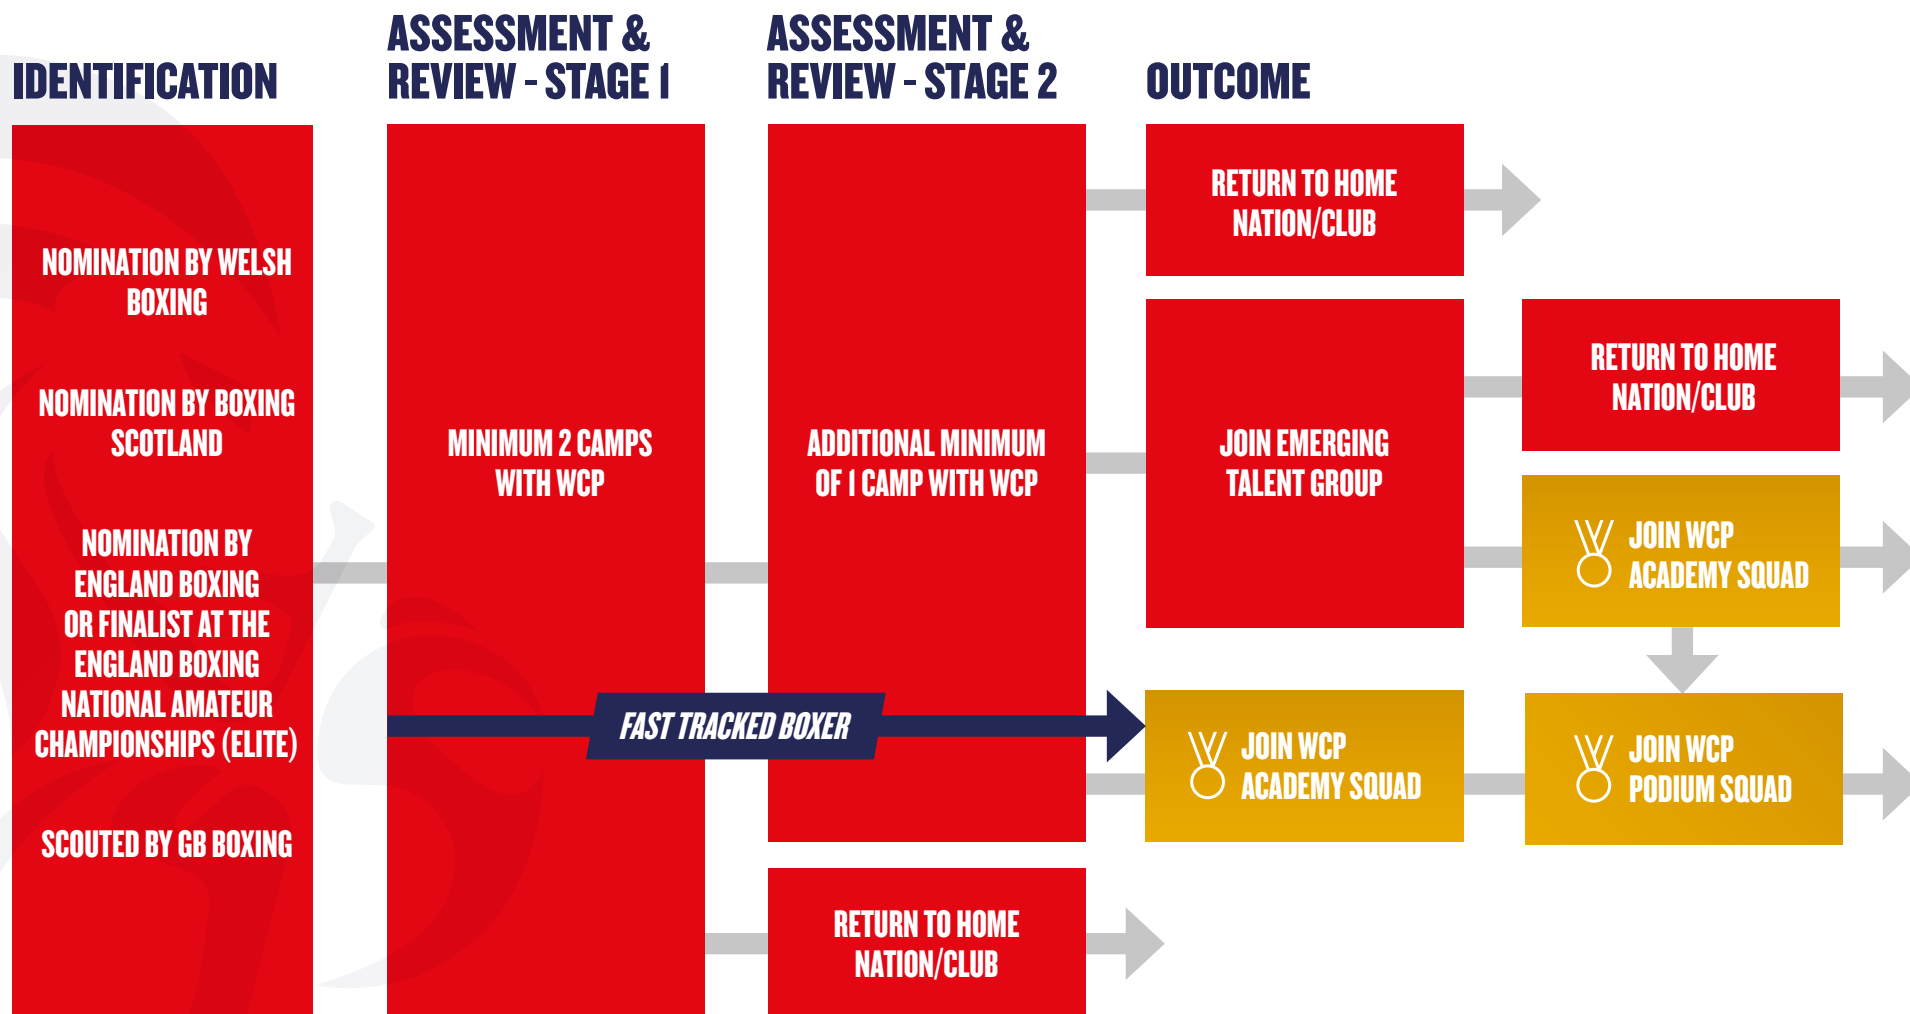 IDENTIFICATION
NOMINATION BY WELSH
BOXING
NOMINATION BY BOXING
SCOTLAND
NOMINATION BY
ENGLAND BOXING
OR FINALIST AT THE
ENGLAND BOXING
NATIONAL AMATEUR
CHAMPIONSHIPS (ELITE)
SCOUTED BY GB BOXING
ASSESSMENT &
REVIEW - STAGE 1
MINIMUM 2 CAMPS
WITH WCP
FAST TRACKED BOXER
ASSESSMENT &
REVIEW - STAGE 2
ADDITIONAL MINIMUM
OF 1 CAMP WITH WCP
RETURN TO HOME
NATION/CLUB
OUTCOME
RETURN TO HOME
NATION/CLUB
JOIN EMERGING
TALENT GROUP
JOIN WCP
ACADEMY SQUAD
RETURN TO HOME
NATION/CLUB
JOIN WCP
ACADEMY SQUAD
JOIN WCP
PODIUM SQUAD